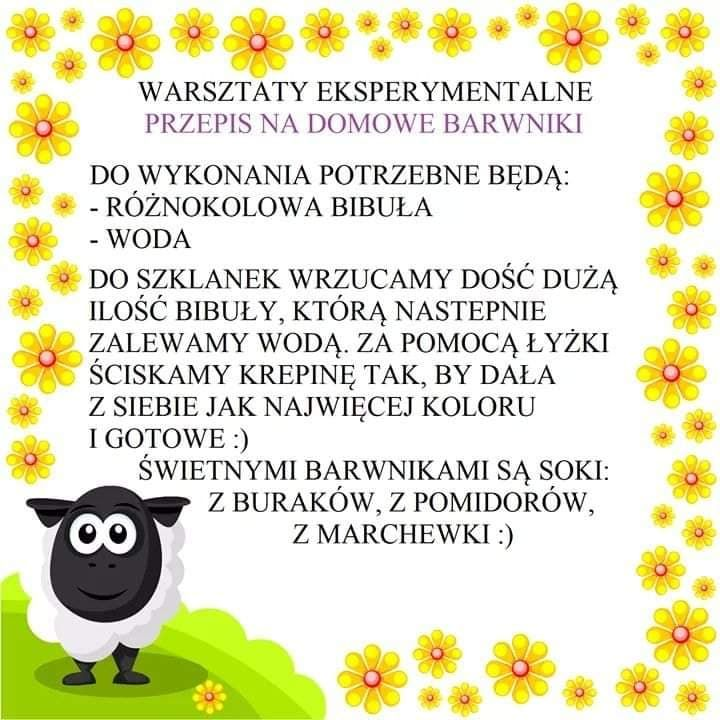 WARSZTATY EKSPERYMENTALNE
PRZEPIS NA DOMOWE BARWNIKI
DO WYKONANIA POTRZEBNE BĘDĄ:
- RÓŻNOKOLOWA BIBUŁA
- WODA
DO SZKLANEK WRZUCAMY DOŚĆ DUŻĄ
ILOŚĆ BIBUŁY, KTÓRĄ NASTEPNIE
ZALEWAMY WODĄ. ZA POMOCĄ ŁYŻKI
ŚCISKAMY KREPINĘ TAK, BY DAŁA
Z SIEBIE JAK NAJWIĘCEJ KOLORU
I GOTOWE :)
ŚWIETNYMI BARWNIKAMI SĄ SOKI:
Z BURAKÓW, Z POMIDORÓW,
Z MARCHEWKI :)